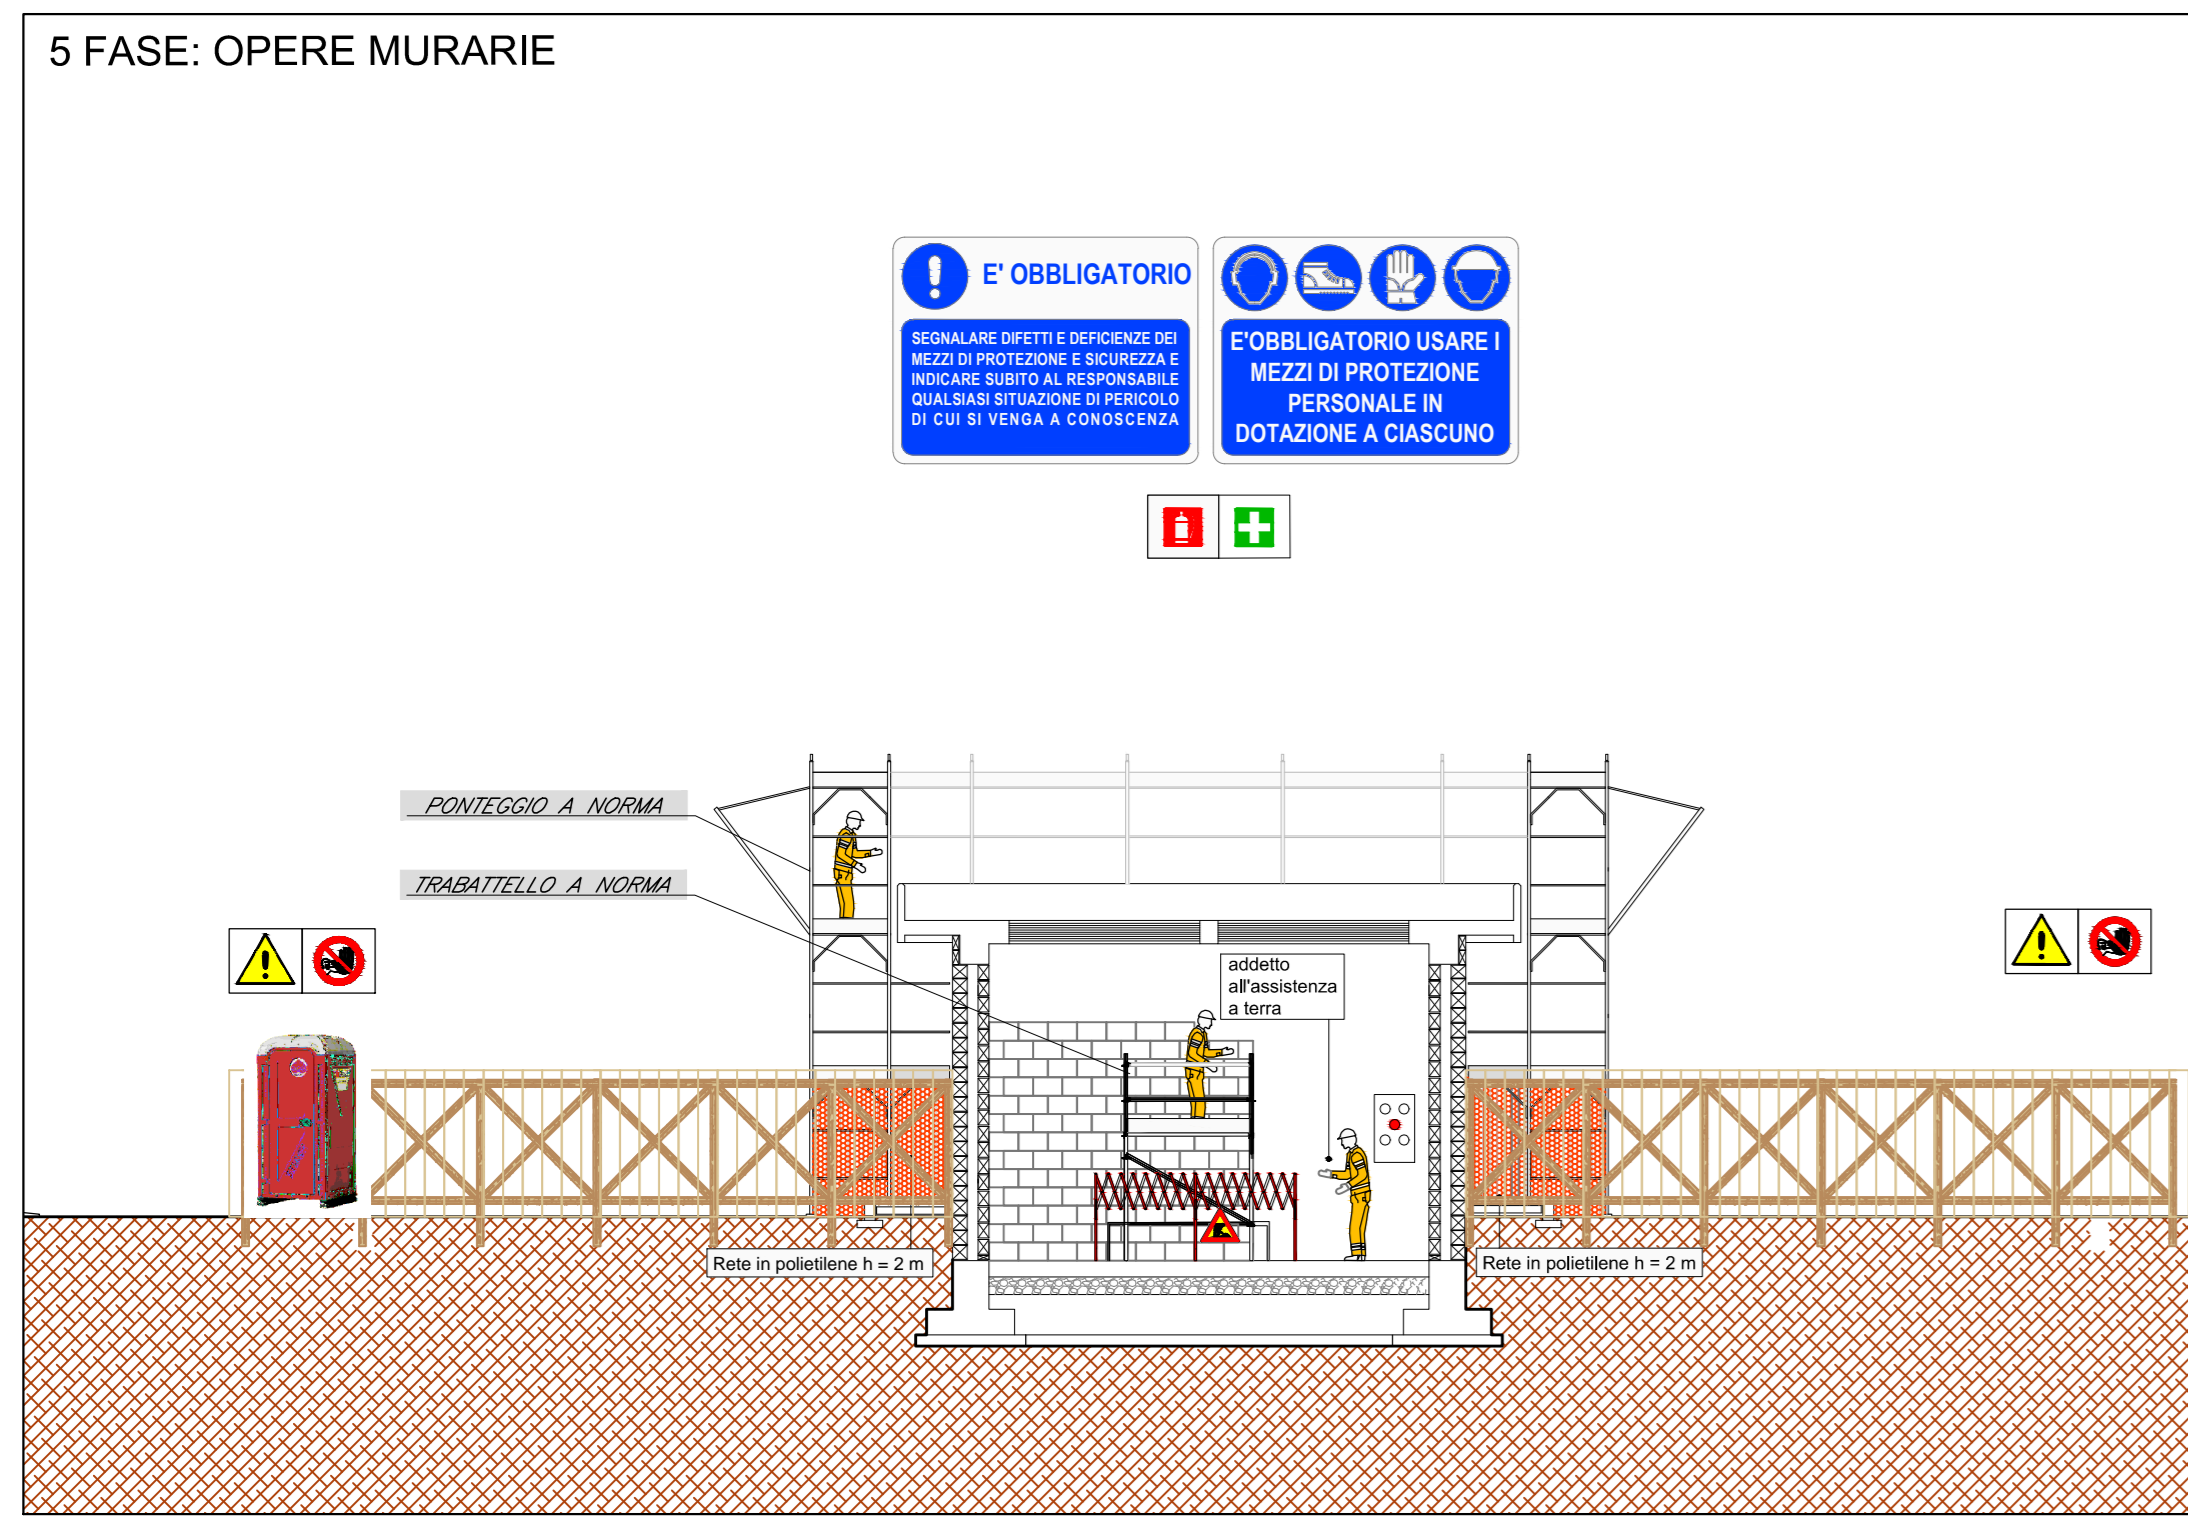 5 FASE: OPERE MURARIE
E' OBBLIGATORIO
SEGNALARE DIFETTI E DEFICIENZE DEI
MEZZI DI PROTEZIONE E SICUREZZA E
INDICARE SUBITO AL RESPONSABILE
QUALSIASI SITUAZIONE DI PERICOLO
DI CUI SI VENGA A CONOSCENZA
E'OBBLIGATORIO USARE I
MEZZI DI PROTEZIONE
PERSONALE IN
DOTAZIONE A CIASCUNO
PONTEGGIO A NORMA
TRABATTELLO A NORMA
addetto
all'assistenza
a terra
Rete in polietilene h = 2 m
Rete in polietilene h = 2 m